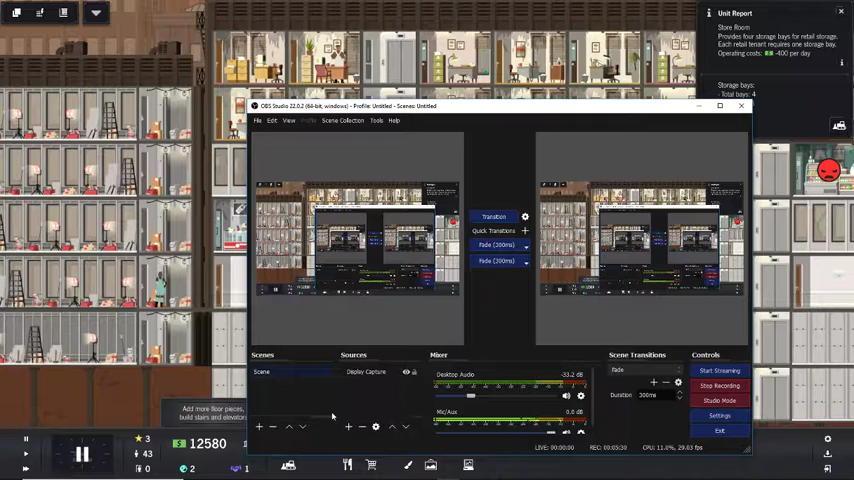 Unit Report
Store Room
Provides four storage bays for retail storage.
Each retail tenant requires one storage bay.
Operating costs: $ -400 per day
Storage bays:
- Total bays: 4
OBS Studio 22.0.2 (64-bit, windows) - Profile: Untitled - Scenes: Untitled
File Edit View Profile Scene Collection Tools Help
Transition
Quick Transitions
Fade (300ms)
Fade (300ms)
Scenes Sources Mixer Scene Transitions Controls
Scene
Display Capture
Desktop Audio -33.2 dB
Mic/Aux 0.0 dB
Fade
Duration 300ms
Start Streaming
Stop Recording
Studio Mode
Settings
Exit
LIVE: 00:00:00 REC: 00:05:30 CPU: 11.0%, 29.03 fps
Add more floor pieces,
build stairs and elevators
3
43
0
$ 12580
2
1